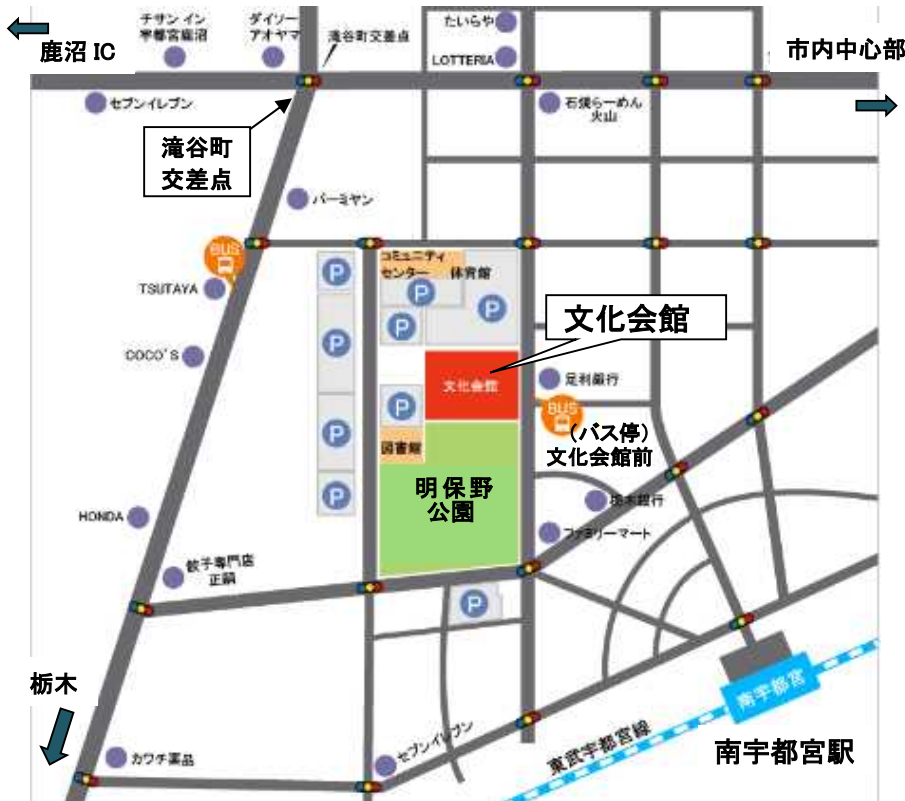 チサン イン
宇都宮鹿沼
ダイソー
アオヤマ
滝谷町交差点
たいらや
LOTTERIA
鹿沼 IC
市内中心部
セブンイレブン
石焼らーめん
火山
滝谷町
交差点
バーミヤン
BUS
コミュニティ
センター
体育館
P
P
P
P
P
TSUTAYA
文化会館
COCO'S
文化会館
足利銀行
P
BUS
(バス停)
文化会館前
P
図書館
明保野
公園
P
栃木銀行
HONDA
ファミリーマート
餃子専門店
正嗣
P
栃木
南宇都宮
東武宇都宮線
南宇都宮駅
セブンイレブン
カワチ薬品